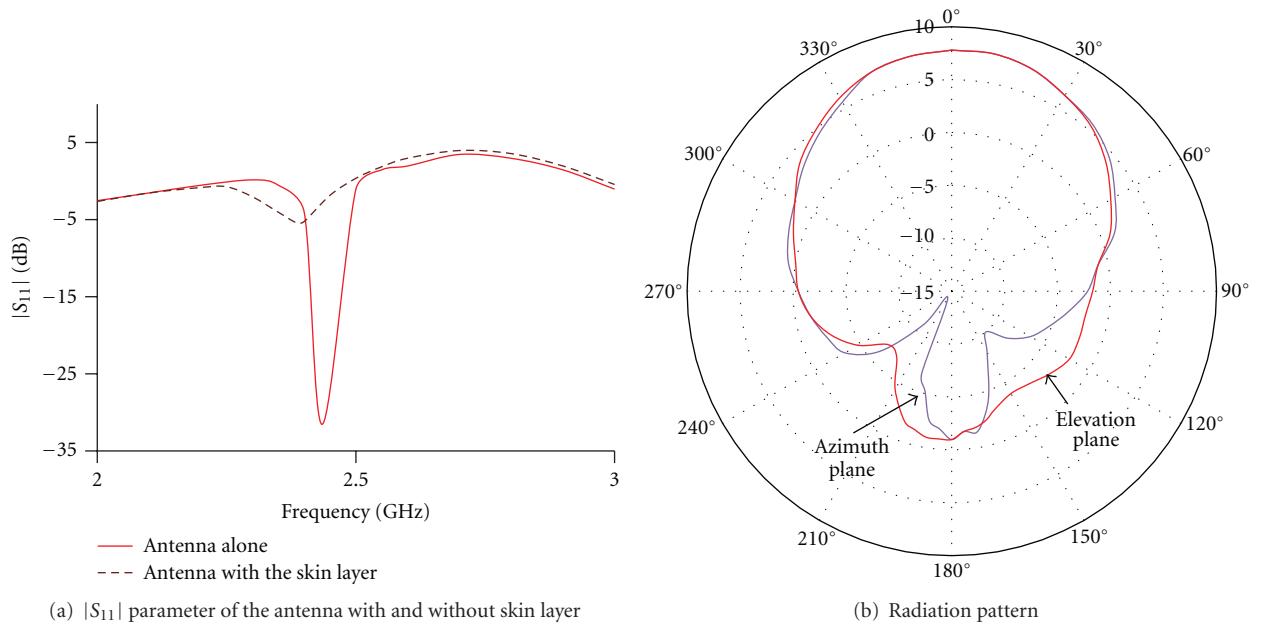 5
−5
−15
−25
−35
|S11| (dB)
2
2.5
3
Frequency (GHz)
Antenna alone
Antenna with the skin layer
(a) |S11| parameter of the antenna with and without skin layer
0°
30°
60°
90°
120°
150°
180°
210°
240°
270°
300°
330°
10
5
0
−5
−10
−15
Azimuth
plane
Elevation
plane
(b) Radiation pattern